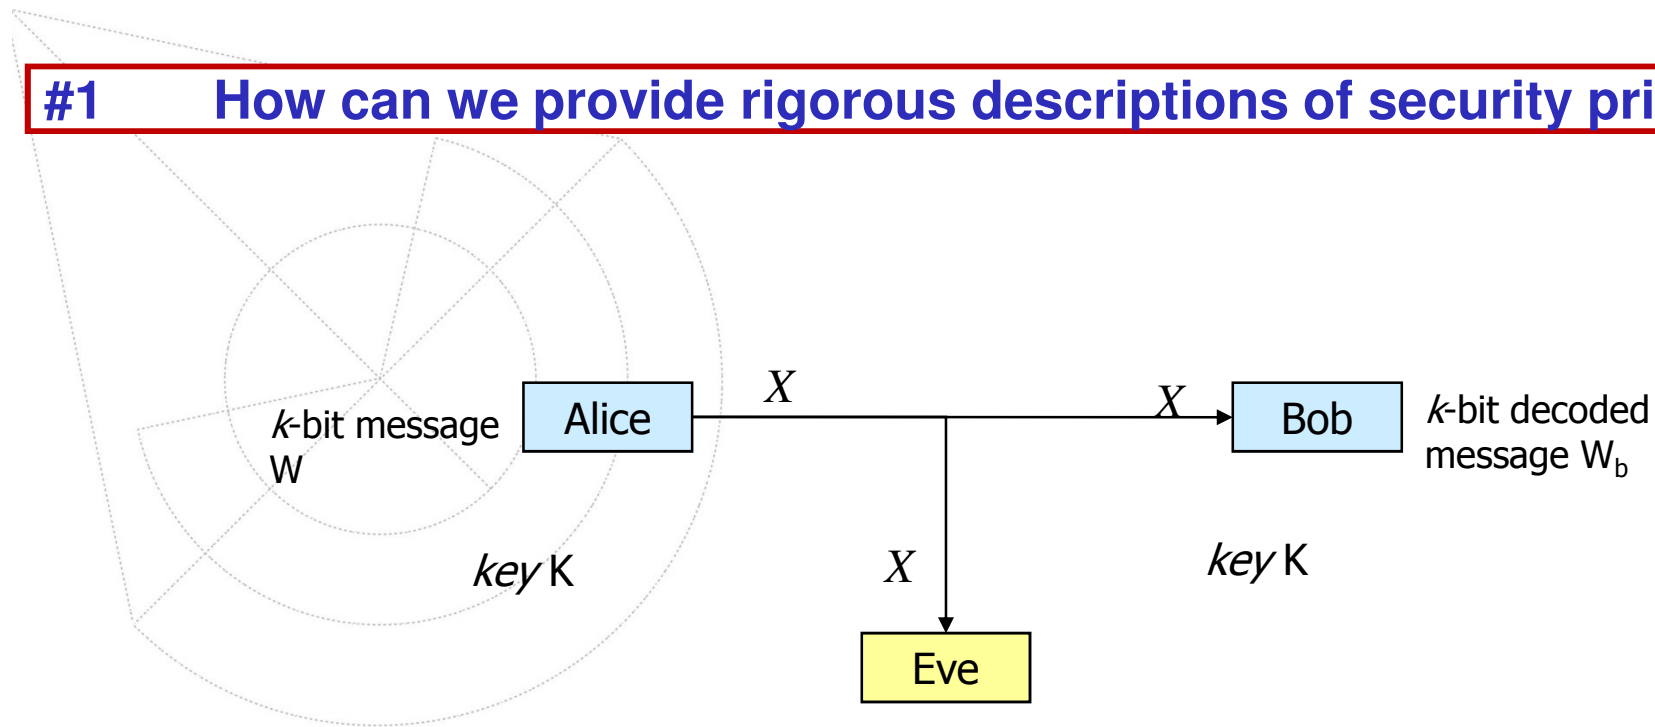 #1 How can we provide rigorous descriptions of security
X
X
k-bit message
W
Alice
Bob
k-bit decoded
message Wb
X
key K
key K
Eve